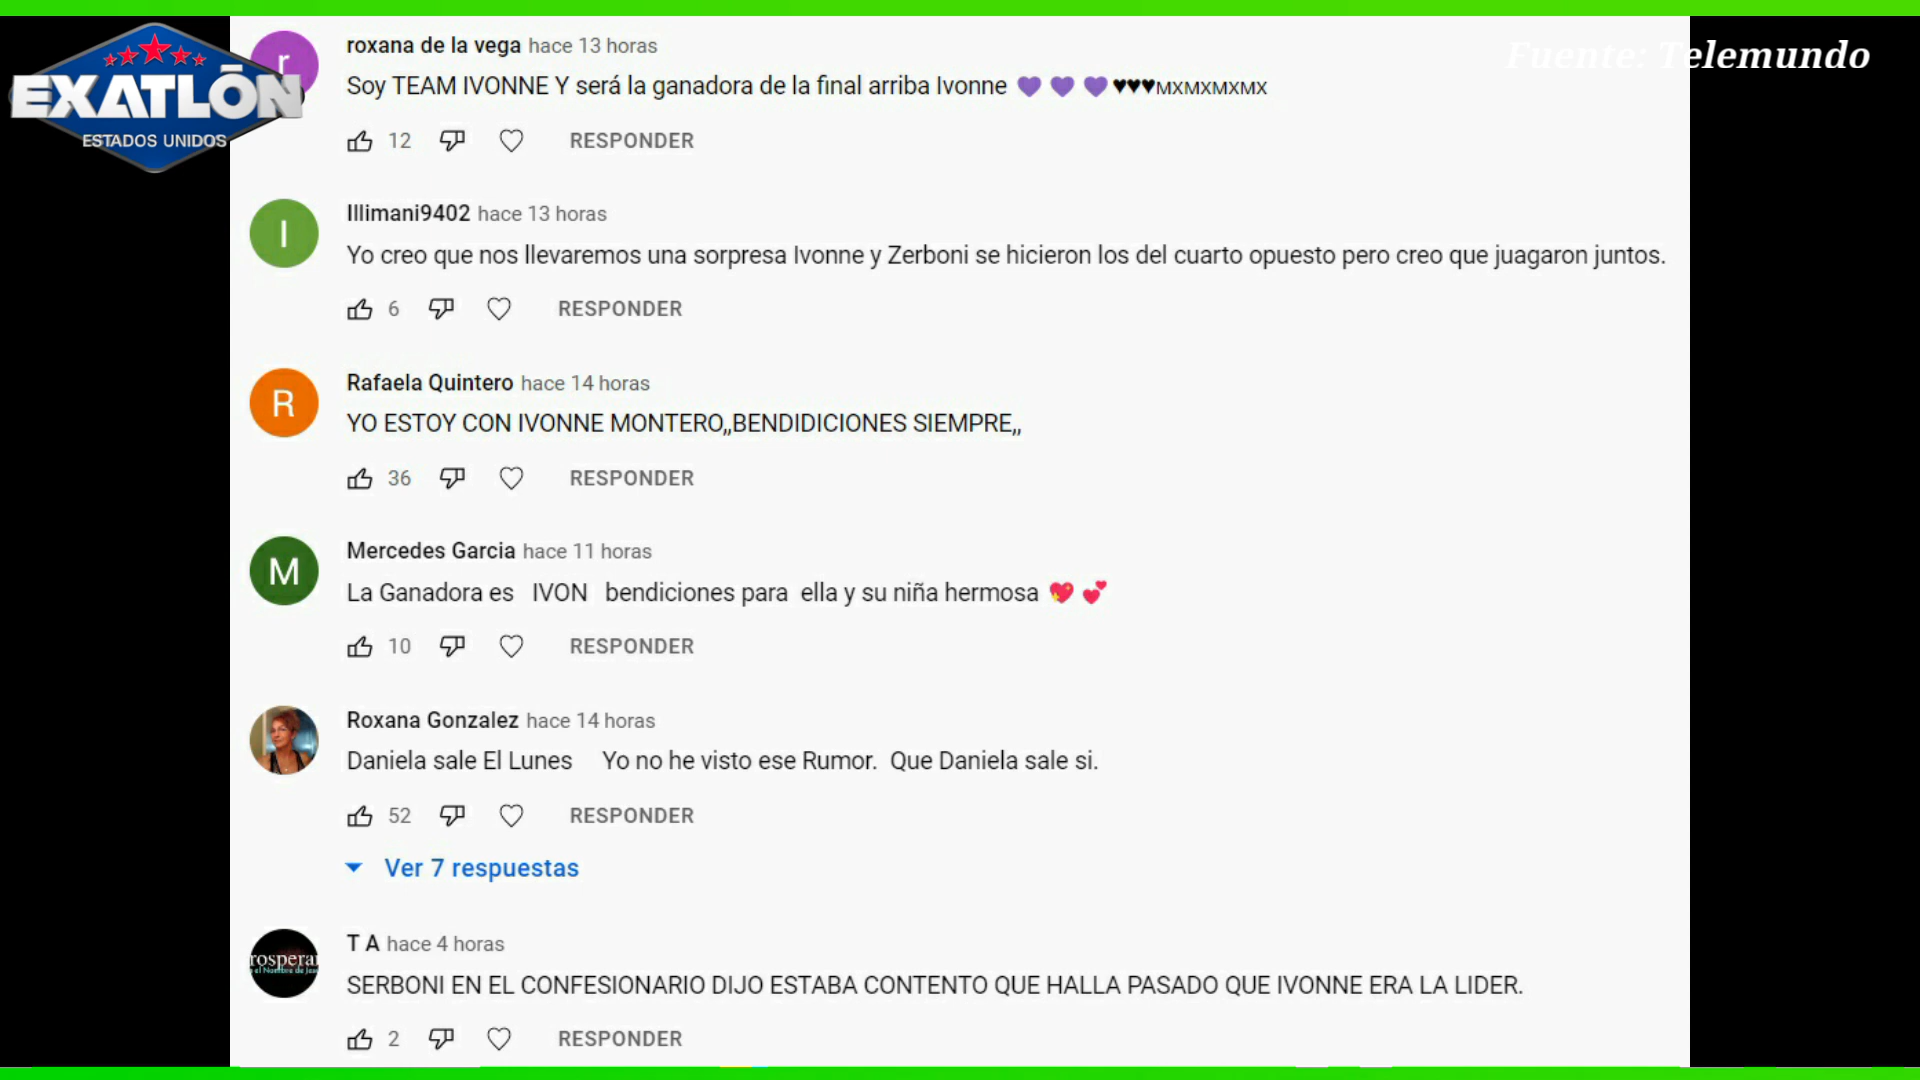 EXATLÓN
ESTADOS UNIDOS
Fuente: Telemundo
r
roxana de la vega hace 13 horas
Soy TEAM IVONNE Y será la ganadora de la final arriba Ivonne 💜 💜 💜 ♥♥♥MXMXMXMX
12 RESPONDER
I
Illimani9402 hace 13 horas
Yo creo que nos llevaremos una sorpresa Ivonne y Zerboni se hicieron los del cuarto opuesto pero creo que juagaron juntos.
6 RESPONDER
R
Rafaela Quintero hace 14 horas
YO ESTOY CON IVONNE MONTERO,,BENDIDICIONES SIEMPRE,,
36 RESPONDER
M
Mercedes Garcia hace 11 horas
La Ganadora es IVON bendiciones para ella y su niña hermosa 💖 💕
10 RESPONDER
Roxana Gonzalez hace 14 horas
Daniela sale El Lunes Yo no he visto ese Rumor. Que Daniela sale si.
52 RESPONDER
Ver 7 respuestas
rosperar
el Nombre de Jes
T A hace 4 horas
SERBONI EN EL CONFESIONARIO DIJO ESTABA CONTENTO QUE HALLA PASADO QUE IVONNE ERA LA LIDER.
2 RESPONDER